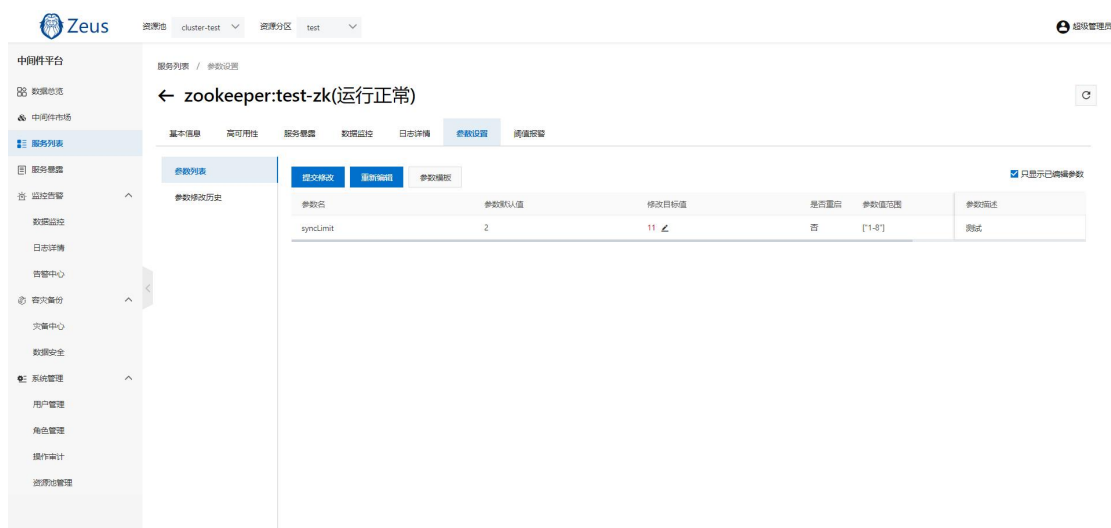 Zeus 资源池 cluster-test 资源分区 test 超级管理员
中间件平台
数据总览
中间件市场
服务列表
服务暴露
监控告警
数据监控
日志详情
告警中心
容灾备份
灾备中心
数据安全
系统管理
用户管理
角色管理
操作审计
资源池管理
服务列表 / 参数设置
← zookeeper:test-zk(运行正常)
基本信息 高可用性 服务暴露 数据监控 日志详情 参数设置 阈值报警
参数列表
参数修改历史
提交修改 重新编辑 参数模板 只显示已编辑参数
参数名 参数默认值 修改目标值 是否重启 参数值范围 参数描述
syncLimit 2 11 否 ["1-8"] 测试